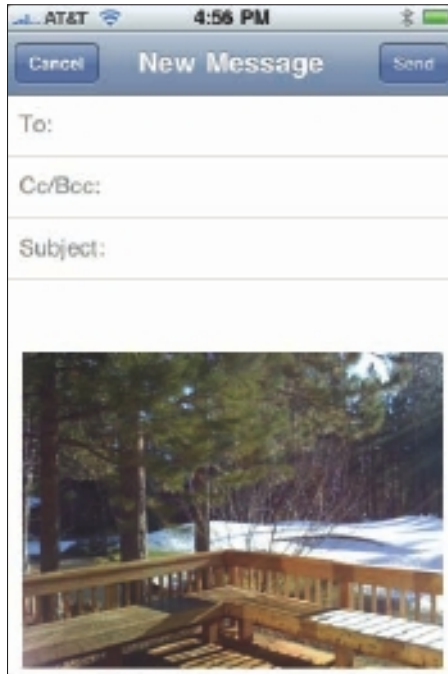 AT&T 4:56 PM
Cancel New Message Send
To:
Cc/Bcc:
Subject: